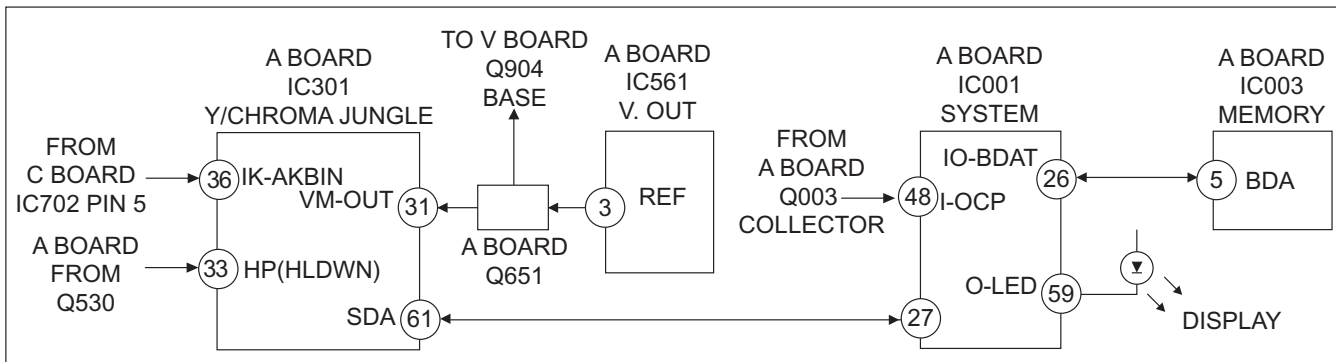 A BOARD
IC301
Y/CHROMA JUNGLE
TO V BOARD
Q904
BASE
A BOARD
IC561
V. OUT
A BOARD
IC001
SYSTEM
A BOARD
IC003
MEMORY
FROM
C BOARD
IC702 PIN 5
36
IK-AKBIN
VM-OUT
31
3
REF
A BOARD
Q651
A BOARD
FROM
Q530
33
HP(HLDWN)
SDA
61
FROM
A BOARD
Q003
COLLECTOR
48
I-OCP
IO-BDAT
26
5
BDA
O-LED
59
27
DISPLAY